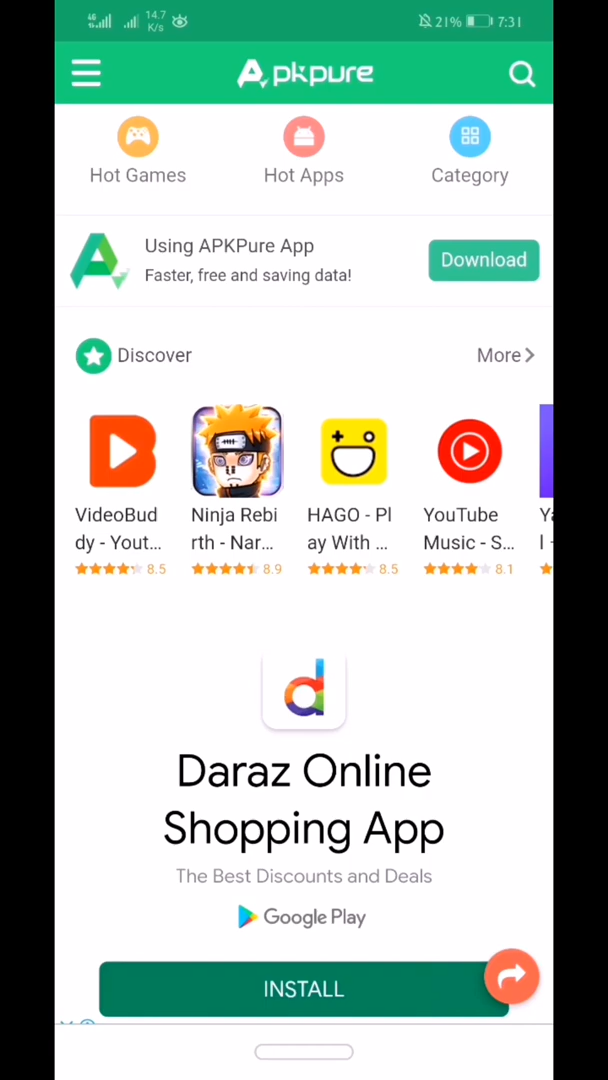 4G 14.7 K/s 21% 7:31
Apkpure
Hot Games Hot Apps Category
Using APKPure App
Faster, free and saving data!
Download
Discover More
VideoBud
dy - Yout...
8.5
Ninja Rebi
rth - Nar...
8.9
HAGO - Pl
ay With ...
8.5
YouTube
Music - S...
8.1
Daraz Online
Shopping App
The Best Discounts and Deals
Google Play
INSTALL